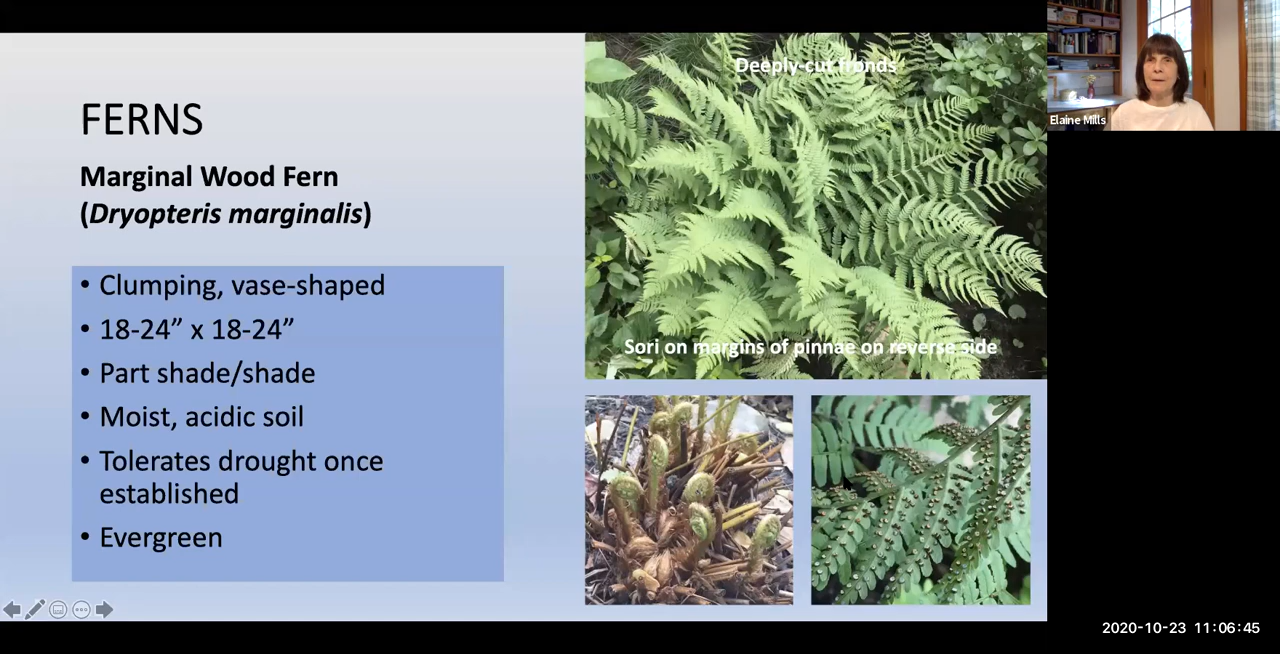 FERNS
Marginal Wood Fern
(Dryopteris marginalis)
• Clumping, vase-shaped
• 18-24” x 18-24”
• Part shade/shade
• Moist, acidic soil
• Tolerates drought once
established
• Evergreen
Deeply-cut fronds
Sori on margins of pinnae on reverse side
Elaine Mills
2020-10-23 11:06:45